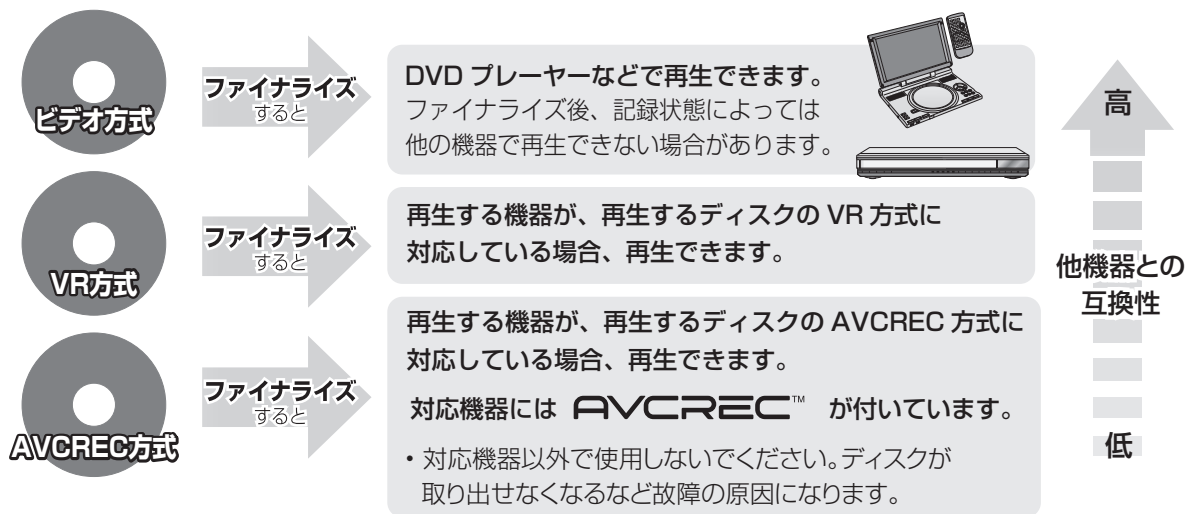 ビデオ方式
ファイナライズ
すると
DVD プレーヤーなどで再生できます。
ファイナライズ後、記録状態によっては
他の機器で再生できない場合があります。
VR方式
ファイナライズ
すると
再生する機器が、再生するディスクの VR 方式に
対応している場合、再生できます。
AVCREC方式
ファイナライズ
すると
再生する機器が、再生するディスクの AVCREC 方式に
対応している場合、再生できます。
対応機器には AVCREC™ が付いています。
・対応機器以外で使用しないでください。ディスクが
取り出せなくなるなど故障の原因になります。
高
他機器との
互換性
低